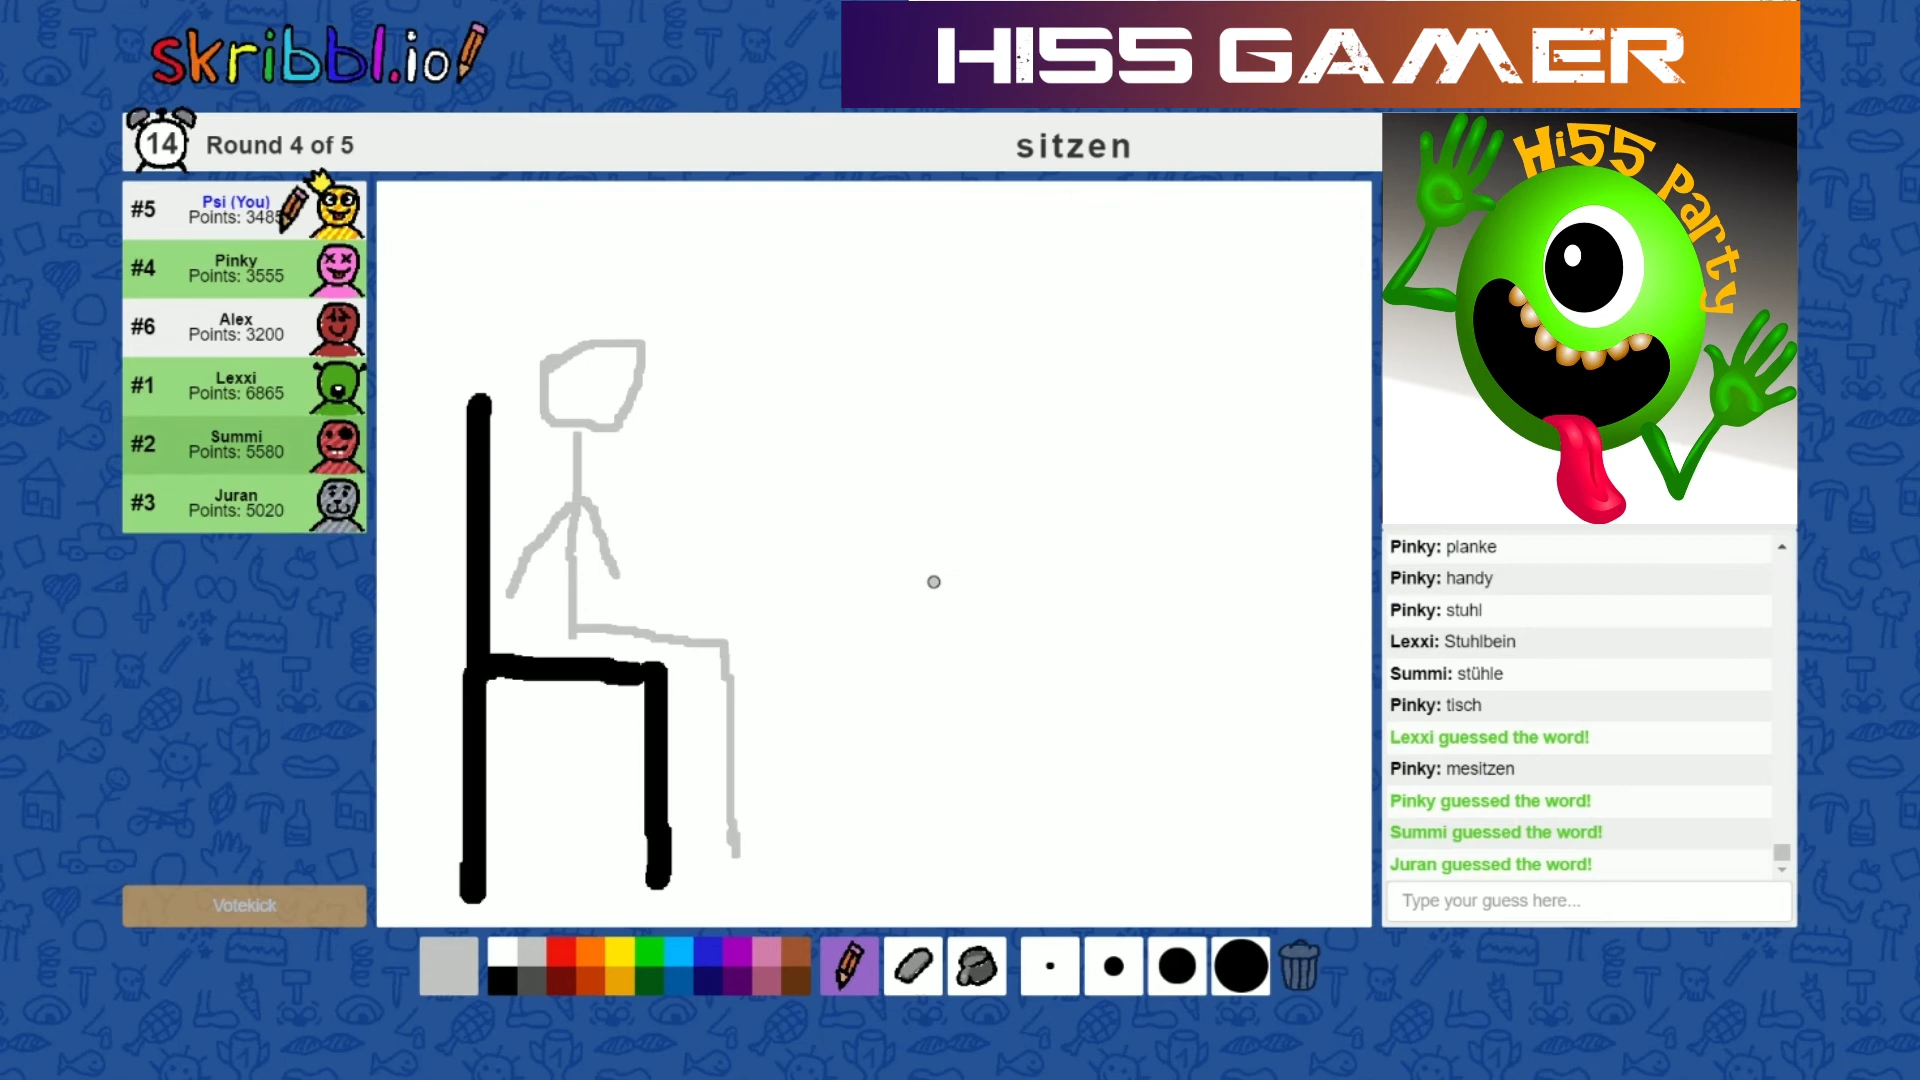 skribbl.io
HI55 GAMER
14
Round 4 of 5
sitzen
Hi55 Party
#5
Psi (You)
Points: 3485
#4
Pinky
Points: 3555
#6
Alex
Points: 3200
#1
Lexxi
Points: 6865
#2
Summi
Points: 5580
#3
Juran
Points: 5020
Pinky: planke
Pinky: handy
Pinky: stuhl
Lexxi: Stuhlbein
Summi: stühle
Pinky: tisch
Lexxi guessed the word!
Pinky: mesitzen
Pinky guessed the word!
Summi guessed the word!
Juran guessed the word!
Type your guess here...
Votekick